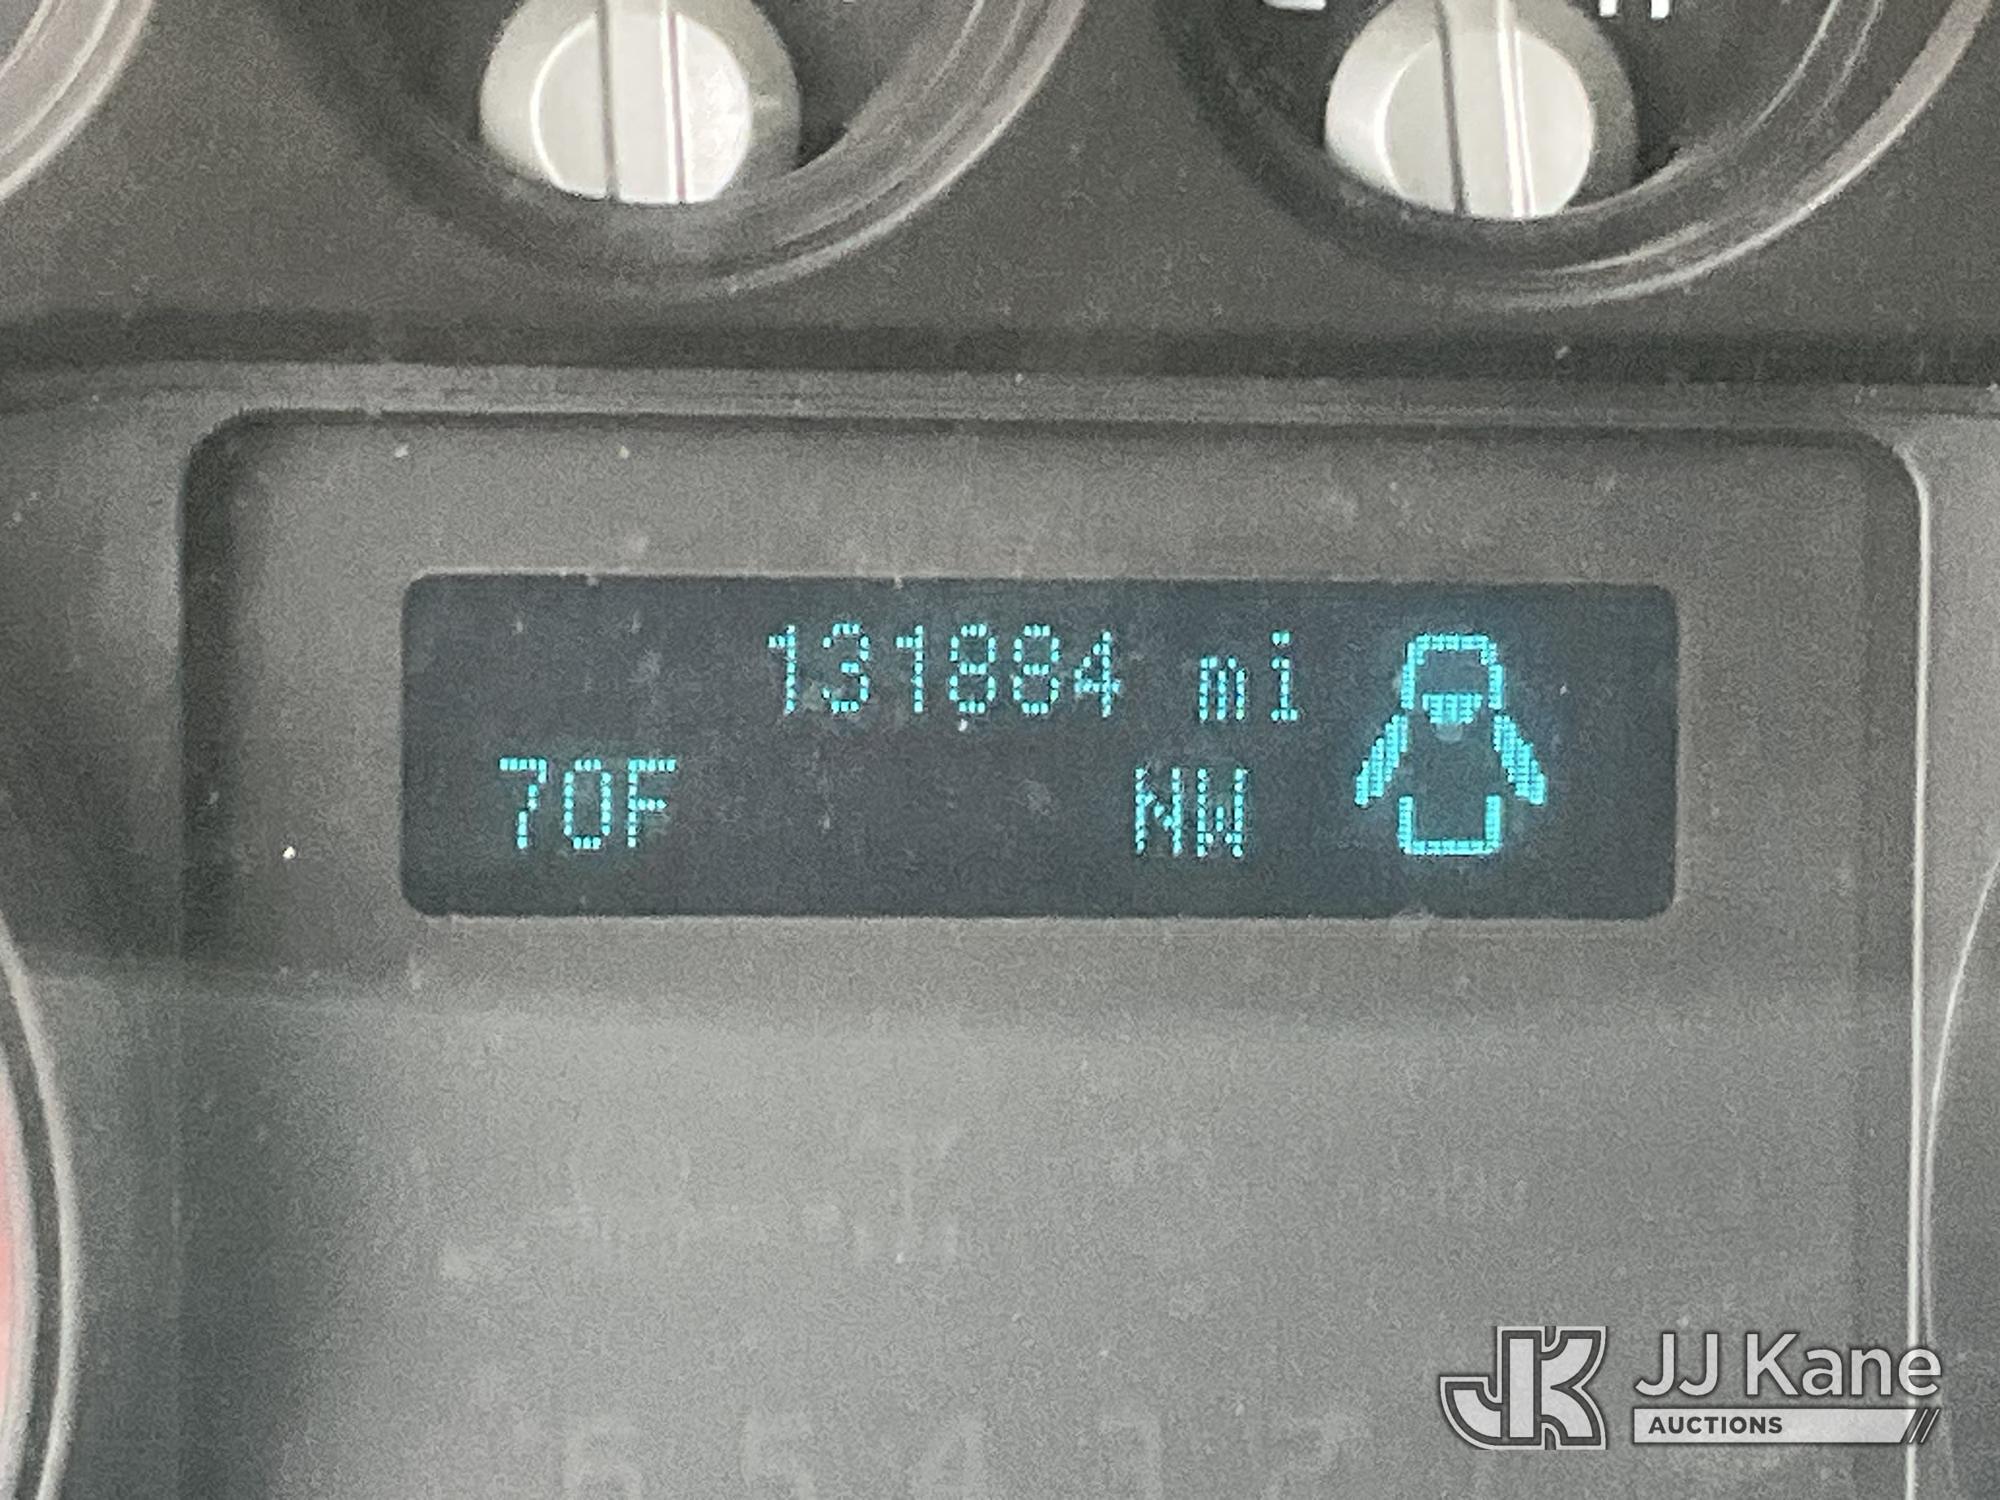 131884 mi
70F NW
JJ Kane
AUCTIONS